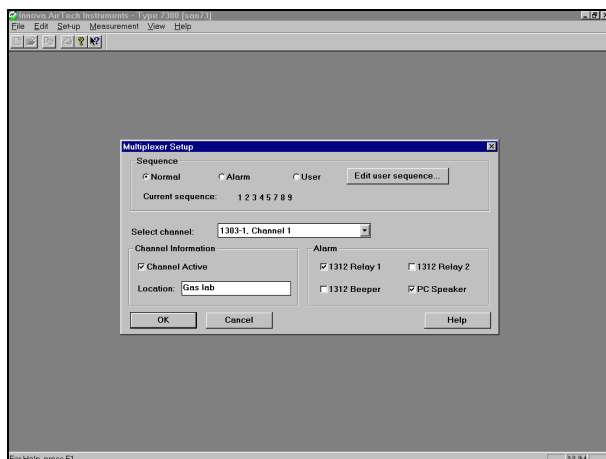 Innova AirTech Instruments - Type 7300 [san73]
File Edit Set-up Measurement View Help
Multiplexer Setup
Sequence
Normal Alarm User Edit user sequence...
Current sequence: 1 2 3 4 5 7 8 9
Select channel: 1303-1, Channel 1
Channel Information Alarm
Channel Active 1312 Relay 1 1312 Relay 2
Location: Gas lab 1312 Beeper PC Speaker
OK Cancel Help
For Help, press F1 NUM